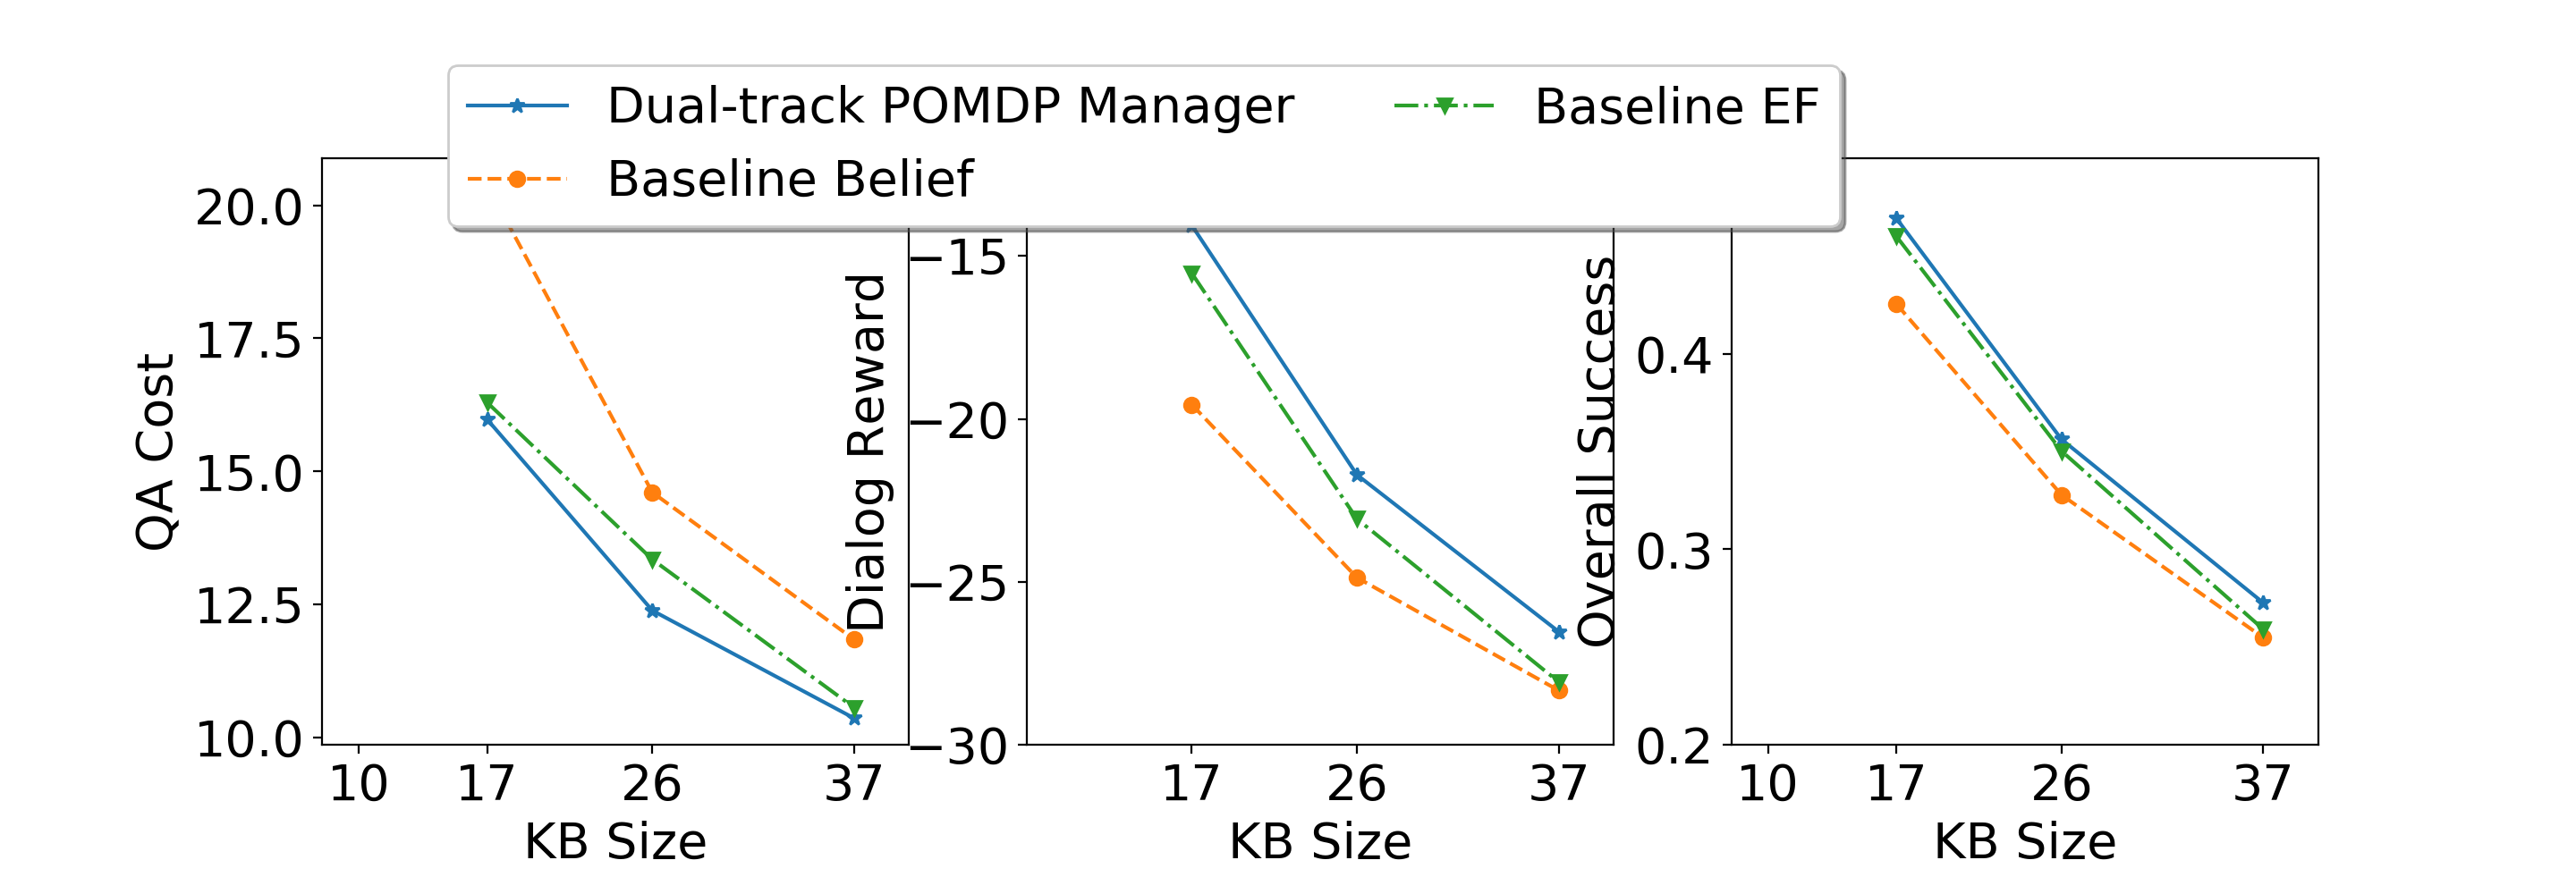 Dual-track POMDP Manager
Baseline Belief
Baseline EF
QA Cost
20.0
17.5
15.0
12.5
10.0
10 17 26 37
KB Size
Dialog Reward
−15
−20
−25
−30
17 26 37
KB Size
Overall Success
0.4
0.3
0.2
10 17 26 37
KB Size